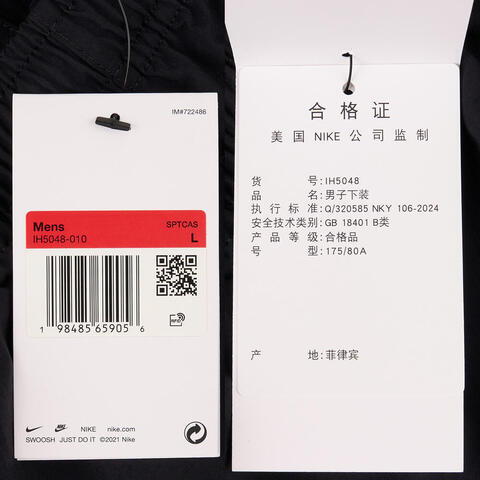 IM#722486
Mens
SPTCAS
IH5048-010
L
1 98485 65905 6
RFID
NIKE nike.com
SWOOSH JUST DO IT ©2021 Nike
合格证
美国 NIKE 公司监制
货号:IH5048
品名:男子下装
执行标准:Q/320585 NKY 106-2024
安全技术类别:GB 18401 B类
产品等级:合格品
号型:175/80A
产地:菲律宾